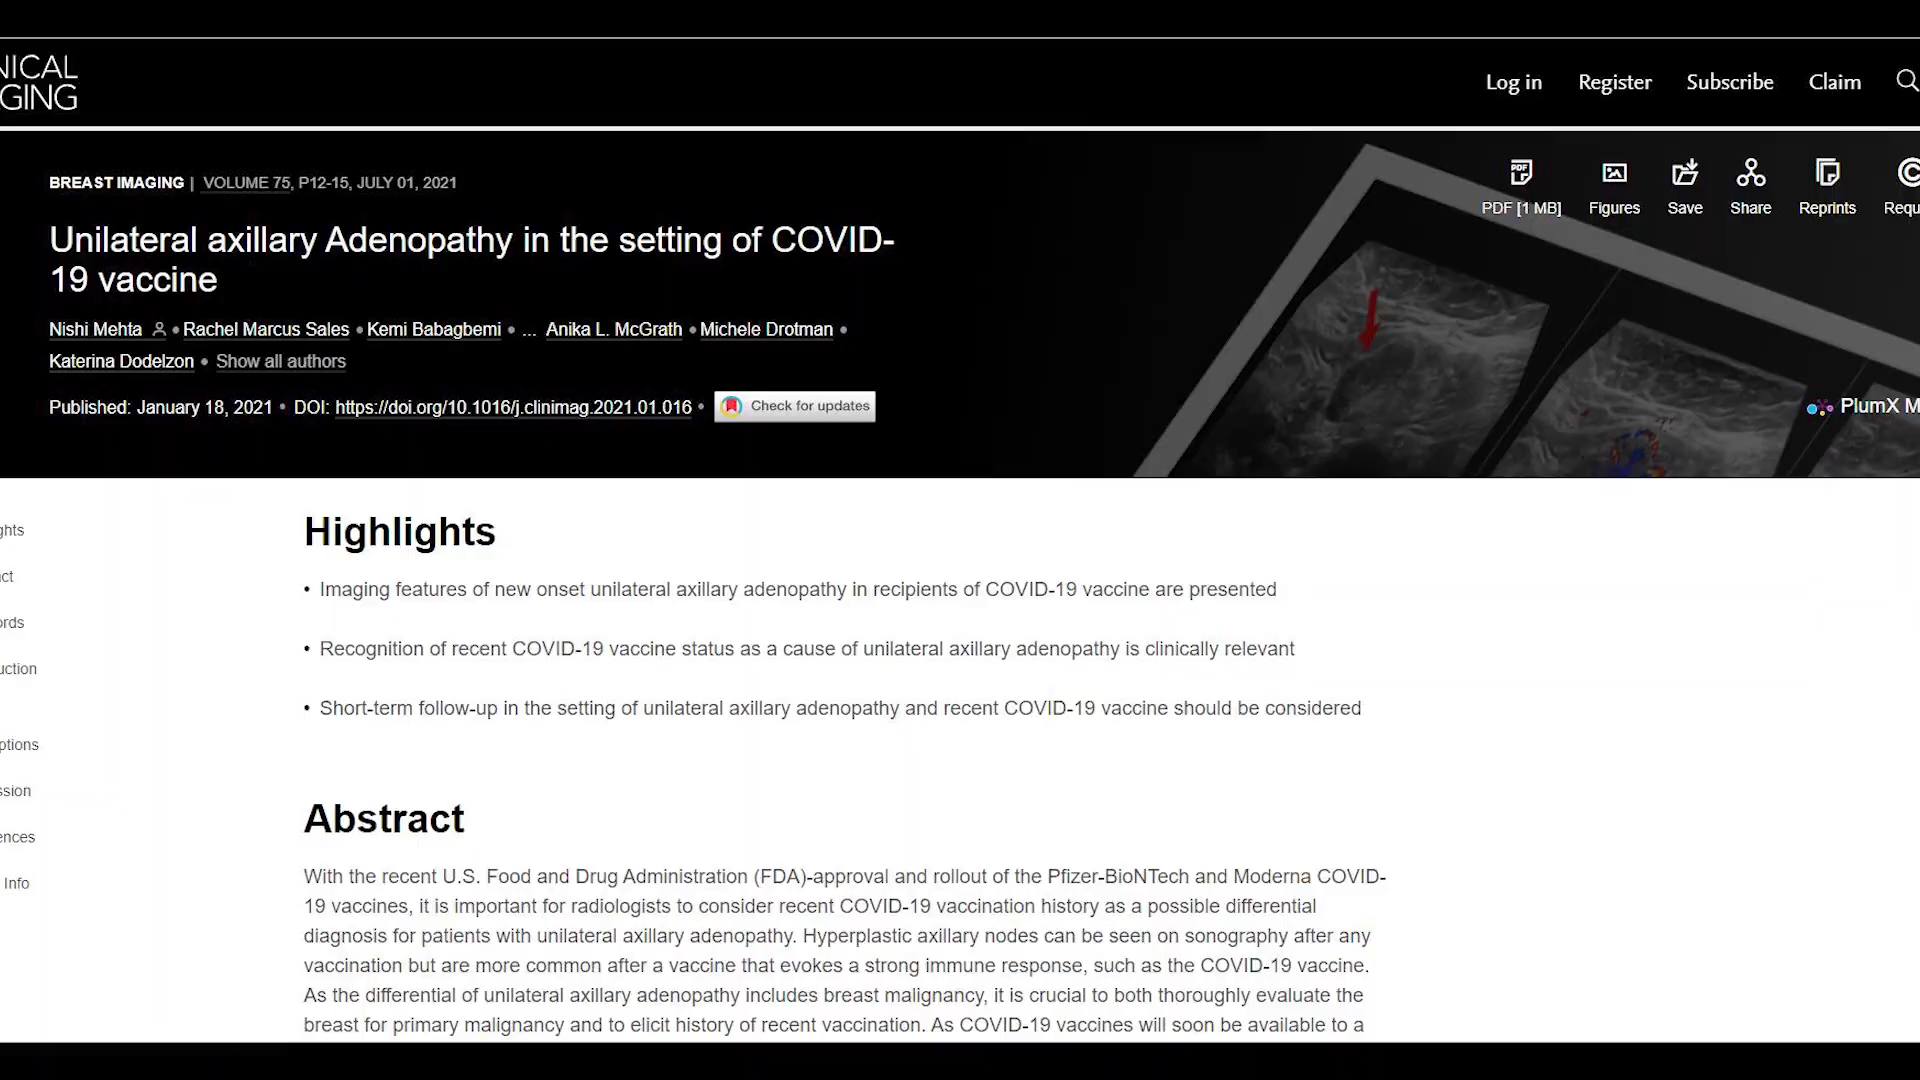 NICAL
GING
Log in Register Subscribe Claim
BREAST IMAGING | VOLUME 75, P12-15, JULY 01, 2021
PDF [1 MB] Figures Save Share Reprints Requ
Unilateral axillary Adenopathy in the setting of COVID-
19 vaccine
Nishi Mehta • Rachel Marcus Sales • Kemi Babagbemi • ... Anika L. McGrath • Michele Drotman •
Katerina Dodelzon • Show all authors
Published: January 18, 2021 • DOI: https://doi.org/10.1016/j.clinimag.2021.01.016 • Check for updates
PlumX M
Highlights
• Imaging features of new onset unilateral axillary adenopathy in recipients of COVID-19 vaccine are presented
• Recognition of recent COVID-19 vaccine status as a cause of unilateral axillary adenopathy is clinically relevant
• Short-term follow-up in the setting of unilateral axillary adenopathy and recent COVID-19 vaccine should be considered
ghts
ct
ords
uction
ptions
ssion
ences
Info
Abstract
With the recent U.S. Food and Drug Administration (FDA)-approval and rollout of the Pfizer-BioNTech and Moderna COVID-
19 vaccines, it is important for radiologists to consider recent COVID-19 vaccination history as a possible differential
diagnosis for patients with unilateral axillary adenopathy. Hyperplastic axillary nodes can be seen on sonography after any
vaccination but are more common after a vaccine that evokes a strong immune response, such as the COVID-19 vaccine.
As the differential of unilateral axillary adenopathy includes breast malignancy, it is crucial to both thoroughly evaluate the
breast for primary malignancy and to elicit history of recent vaccination. As COVID-19 vaccines will soon be available to a